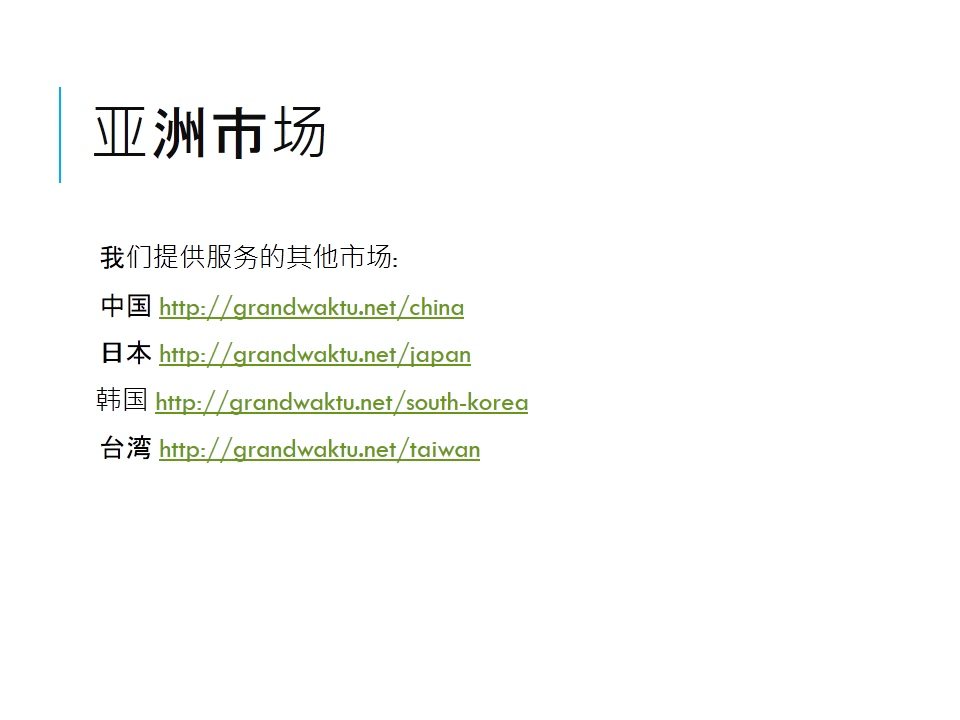 亚洲市场
我们提供服务的其他市场:
中国 http://grandwaktu.net/china
日本 http://grandwaktu.net/japan
韩国 http://grandwaktu.net/south-korea
台湾 http://grandwaktu.net/taiwan